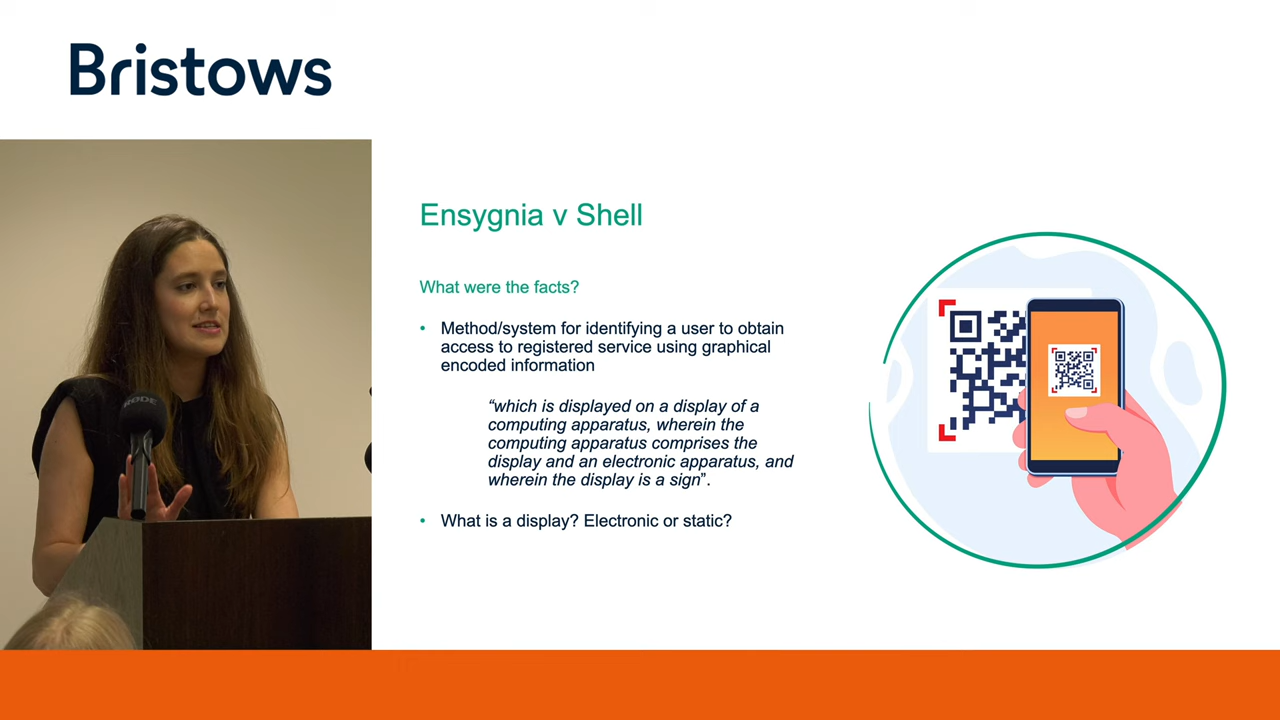 Bristows
RODE
Ensygnia v Shell
What were the facts?
• Method/system for identifying a user to obtain
access to registered service using graphical
encoded information
“which is displayed on a display of a
computing apparatus, wherein the
computing apparatus comprises the
display and an electronic apparatus, and
wherein the display is a sign”.
• What is a display? Electronic or static?